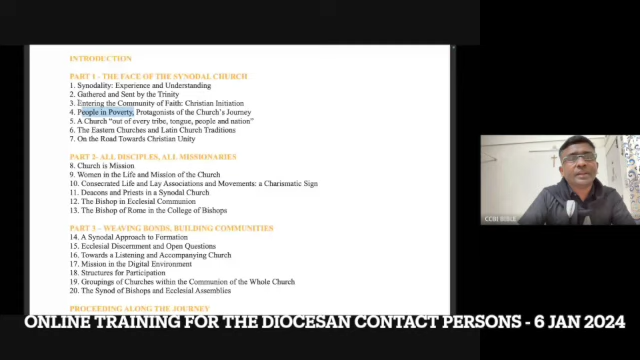 INTRODUCTION
PART 1 - THE FACE OF THE SYNODAL CHURCH
1. Synodality: Experience and Understanding
2. Gathered and Sent by the Trinity
3. Entering the Community of Faith: Christian Initiation
4. People in Poverty, Protagonists of the Church's Journey
5. A Church "out of every tribe, tongue, people and nation"
6. The Eastern Churches and Latin Church Traditions
7. On the Road Towards Christian Unity
PART 2- ALL DISCIPLES, ALL MISSIONARIES
8. Church is Mission
9. Women in the Life and Mission of the Church
10. Consecrated Life and Lay Associations and Movements: a Charismatic Sign
11. Deacons and Priests in a Synodal Church
12. The Bishop in Ecclesial Communion
13. The Bishop of Rome in the College of Bishops
PART 3 – WEAVING BONDS, BUILDING COMMUNITIES
14. A Synodal Approach to Formation
15. Ecclesial Discernment and Open Questions
16. Towards a Listening and Accompanying Church
17. Mission in the Digital Environment
18. Structures for Participation
19. Groupings of Churches within the Communion of the Whole Church
20. The Synod of Bishops and Ecclesial Assemblies
PROCEEDING ALONG THE JOURNEY
CCBI BIBLE
ONLINE TRAINING FOR THE DIOCESAN CONTACT PERSONS - 6 JAN 2024